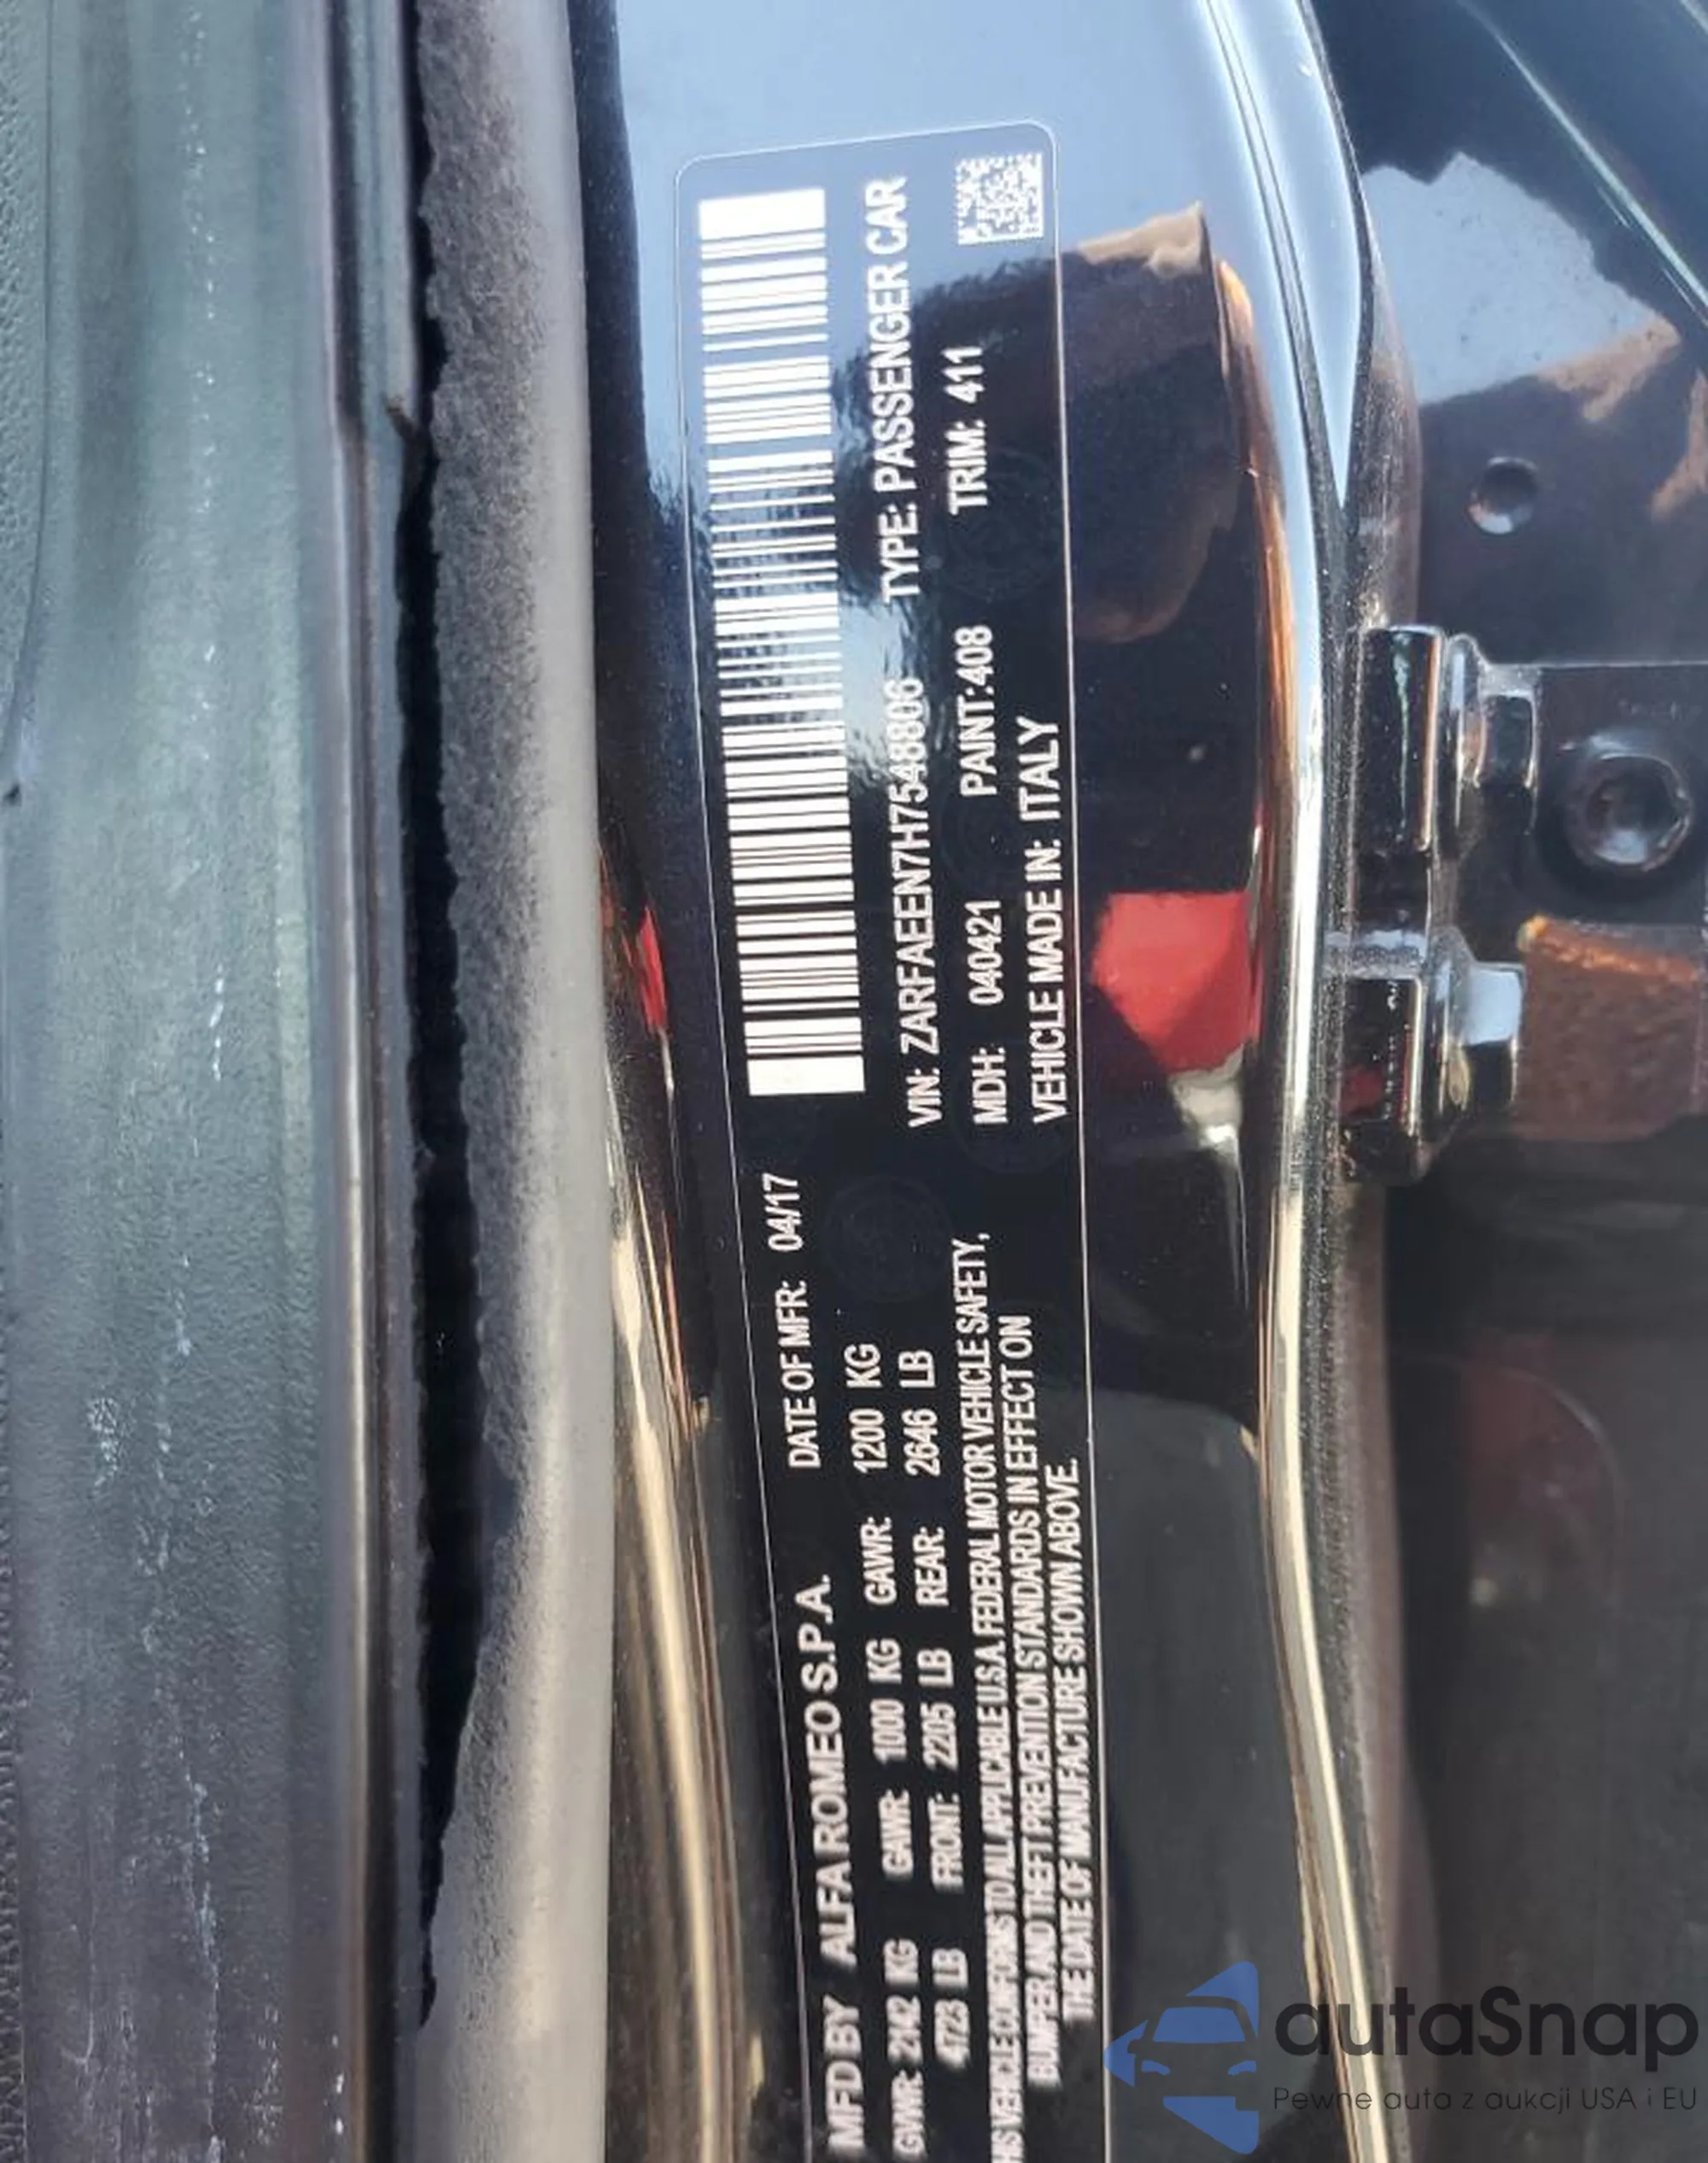 MFD BY ALFA ROMEO S.P.A. DATE OF MFR: 04/17
GVWR: 2142 KG GAWR: 1000 KG GAWR: 1200 KG
4723 LB FRONT: 2205 LB REAR: 2646 LB
VEHICLE CONFORMS TO ALL APPLICABLE U.S.A. FEDERAL MOTOR VEHICLE SAFETY,
BUMPER AND THEFT PREVENTION STANDARDS IN EFFECT ON
THE DATE OF MANUFACTURE SHOWN ABOVE.
VIN: ZARFAEEN7H7548806 TYPE: PASSENGER CAR
MDH: 040421 PAINT: 408 TRIM: 411
VEHICLE MADE IN: ITALY
autaSnap
Pewne auta z aukcji USA i EU